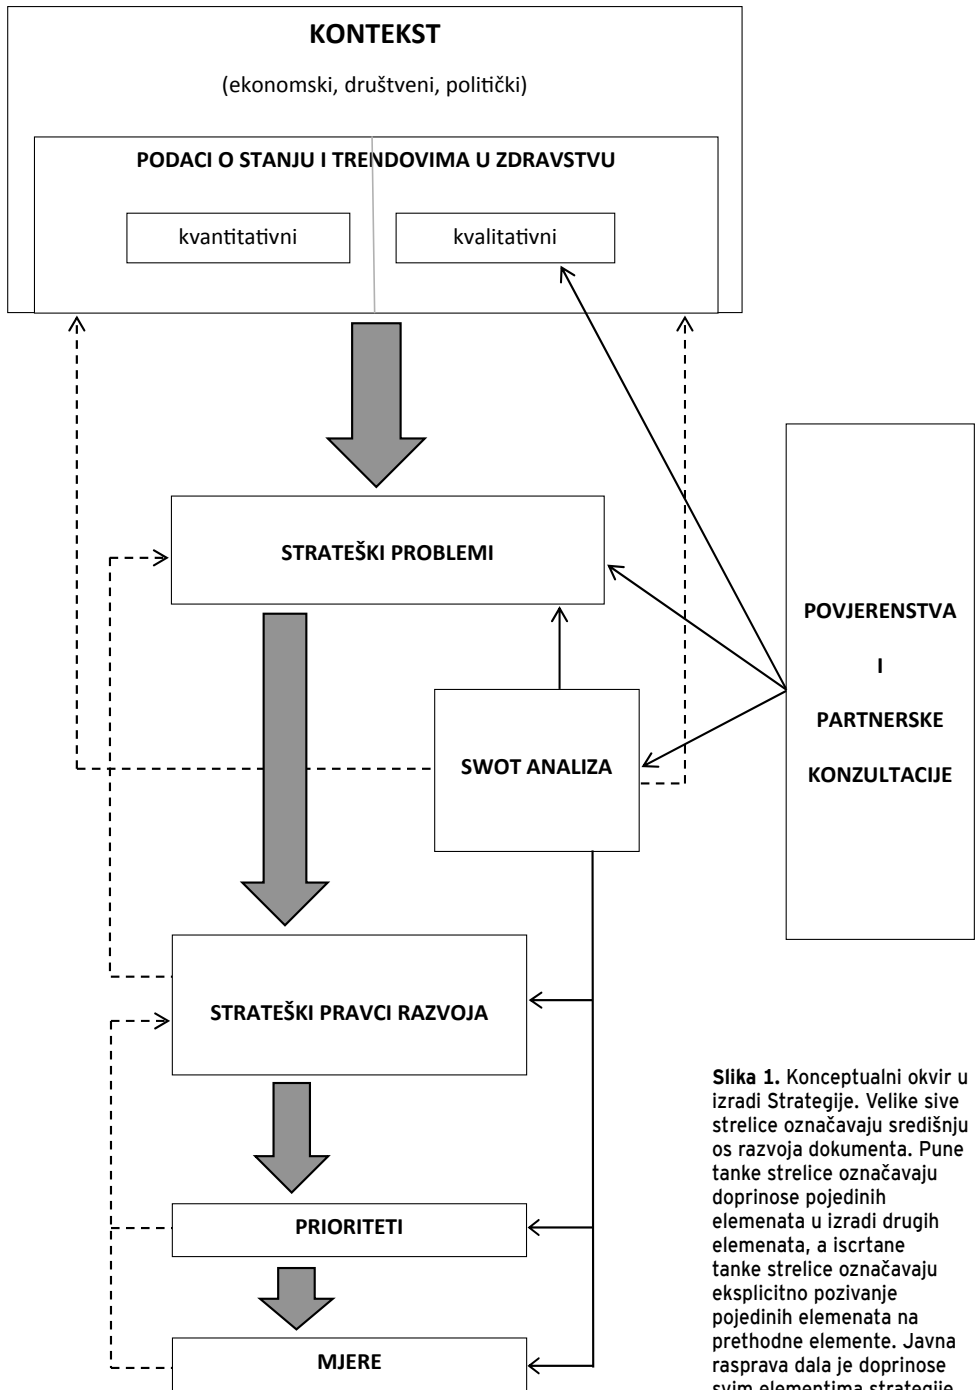 KONTEKST
(ekonomski, društveni, politički)
PODACI O STANJU I TRENDOVIMA U ZDRAVSTVU
kvantitativni
kvalitativni
STRATEŠKI PROBLEMI
POVJERENSTVA
I
PARTNERSKE
KONZULTACIJE
SWOT ANALIZA
STRATEŠKI PRAVCI RAZVOJA
PRIORITETI
MJERE
Slika 1. Konceptualni okvir u
izradi Strategije. Velike sive
strelice označavaju središnju
os razvoja dokumenta. Pune
tanke strelice označavaju
doprinose pojedinih
elemenata u izradi drugih
elemenata, a iscrtane
tanke strelice označavaju
eksplicitno pozivanje
pojedinih elemenata na
prethodne elemente. Javna
rasprava dala je doprinose
svim elementima strategije